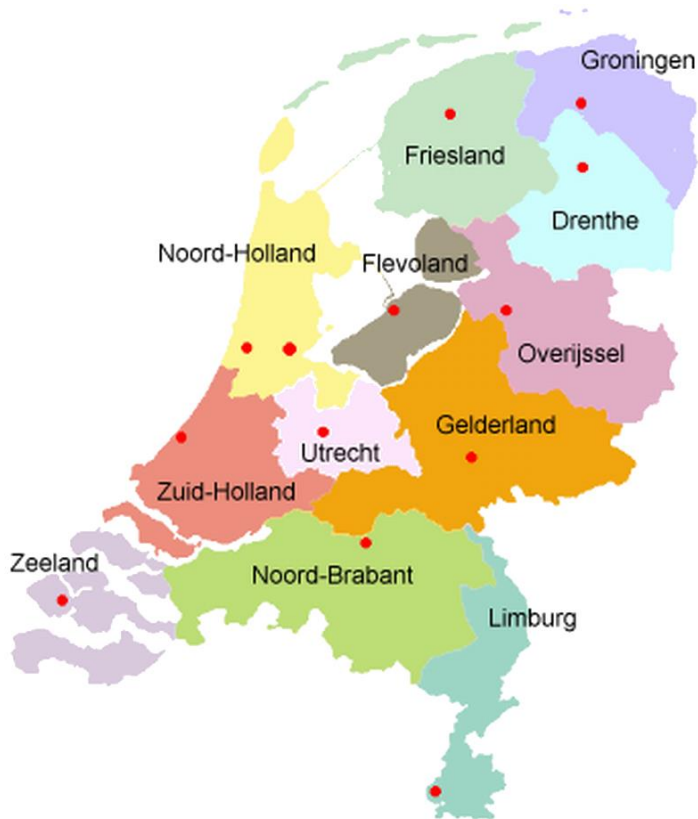 Groningen
Friesland
Drenthe
Noord-Holland
Flevoland
Overijssel
Gelderland
Utrecht
Zuid-Holland
Zeeland
Noord-Brabant
Limburg